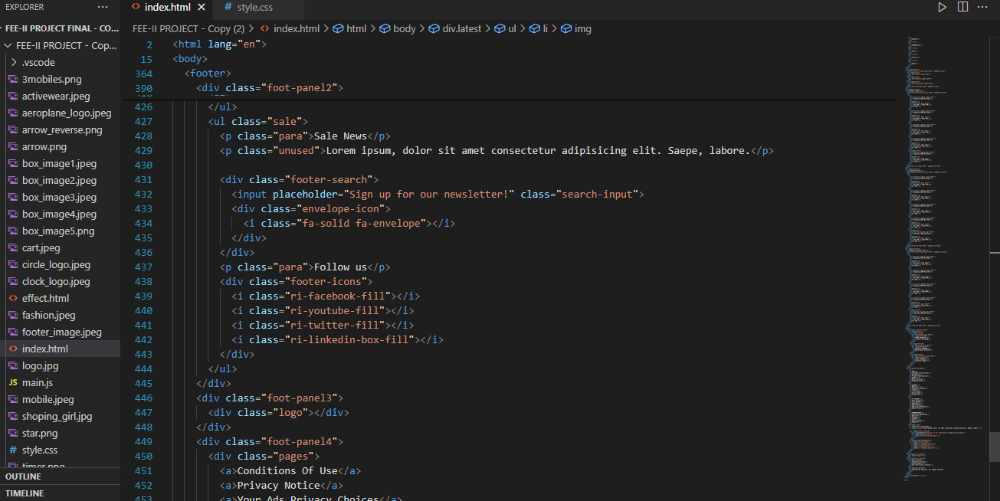 EXPLORER ···
FEE-II PROJECT FINAL - CO...
FEE-II PROJECT - Cop...
.vscode
3mobiles.png
activewear.jpeg
aeroplane_logo.jpeg
arrow_reverse.png
arrow.png
box_image1.jpeg
box_image2.jpeg
box_image3.jpeg
box_image4.jpeg
box_image5.png
cart.jpeg
circle_logo.jpeg
clock_logo.jpeg
effect.html
fashion.jpeg
footer_image.jpeg
index.html
logo.jpg
JS main.js
mobile.jpeg
shoping_girl.jpg
star.png
# style.css
timer.png
OUTLINE
TIMELINE
<> index.html × # style.css
FEE-II PROJECT - Copy (2) > <> index.html > html > body > div.latest > ul > li > img
2 <html lang="en">
15 <body>
364 <footer>
390 <div class="foot-panel2">
426 </ul>
427 <ul class="sale">
428 <p class="para">Sale News</p>
429 <p class="unused">Lorem ipsum, dolor sit amet consectetur adipisicing elit. Saepe, labore.</p>
430
431 <div class="footer-search">
432 <input placeholder="Sign up for our newsletter!" class="search-input">
433 <div class="envelope-icon">
434 <i class="fa-solid fa-envelope"></i>
435 </div>
436 </div>
437 <p class="para">Follow us</p>
438 <div class="footer-icons">
439 <i class="ri-facebook-fill"></i>
440 <i class="ri-youtube-fill"></i>
441 <i class="ri-twitter-fill"></i>
442 <i class="ri-linkedin-box-fill"></i>
443 </div>
444 </ul>
445 </div>
446 <div class="foot-panel3">
447 <div class="logo"></div>
448 </div>
449 <div class="foot-panel4">
450 <div class="pages">
451 <a>Conditions Of Use</a>
452 <a>Privacy Notice</a>
453 <a>Your Ads Privacy Choices</a>